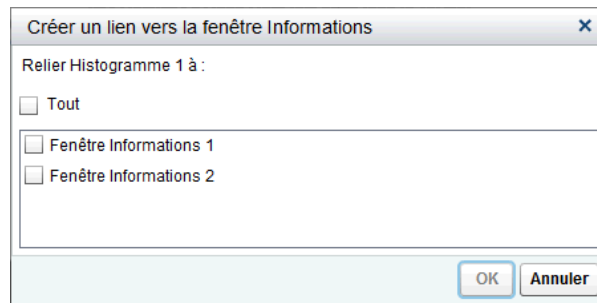 Créer un lien vers la fenêtre Informations
Relier Histogramme 1 à :
Tout
Fenêtre Informations 1
Fenêtre Informations 2
OK Annuler